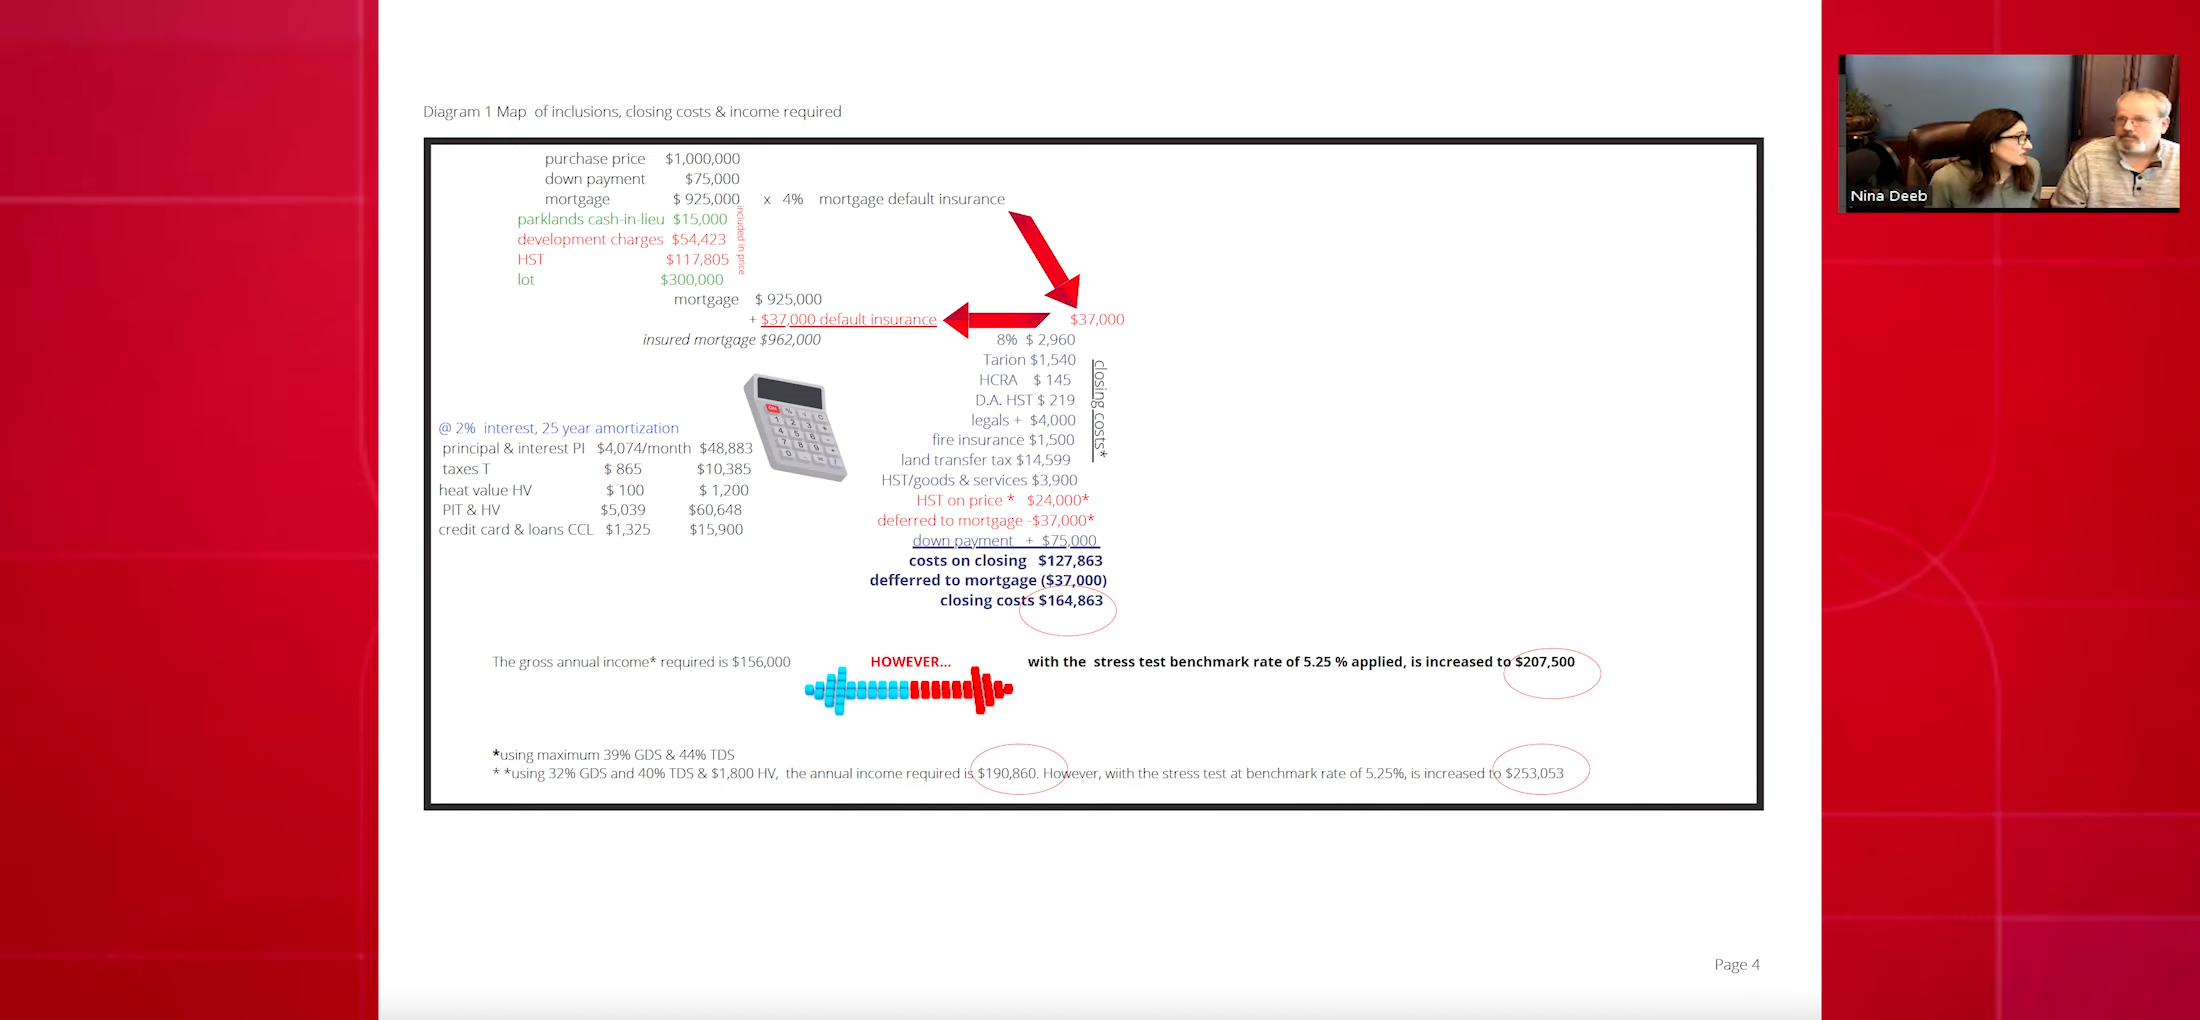 Diagram 1 Map of inclusions, closing costs & income required
purchase price $1,000,000
down payment $75,000
mortgage $ 925,000 x 4% mortgage default insurance
parklands cash-in-lieu $15,000
development charges $54,423
HST $117,805
lot $300,000
included in price
mortgage $ 925,000
+ $37,000 default insurance
insured mortgage $962,000
$37,000
8% $ 2,960
Tarion $1,540
HCRA $ 145
D.A. HST $ 219
legals + $4,000
fire insurance $1,500
land transfer tax $14,599
HST/goods & services $3,900
HST on price * $24,000*
deferred to mortgage -$37,000*
down payment + $75,000
costs on closing $127,863
defferred to mortgage ($37,000)
closing costs $164,863
closing costs*
@ 2% interest, 25 year amortization
principal & interest PI $4,074/month $48,883
taxes T $ 865 $10,385
heat value HV $ 100 $ 1,200
PIT & HV $5,039 $60,648
credit card & loans CCL $1,325 $15,900
The gross annual income* required is $156,000 HOWEVER... with the stress test benchmark rate of 5.25 % applied, is increased to $207,500
*using maximum 39% GDS & 44% TDS
* *using 32% GDS and 40% TDS & $1,800 HV, the annual income required is $190,860. However, wiith the stress test at benchmark rate of 5.25%, is increased to $253,053
Page 4
Nina Deeb